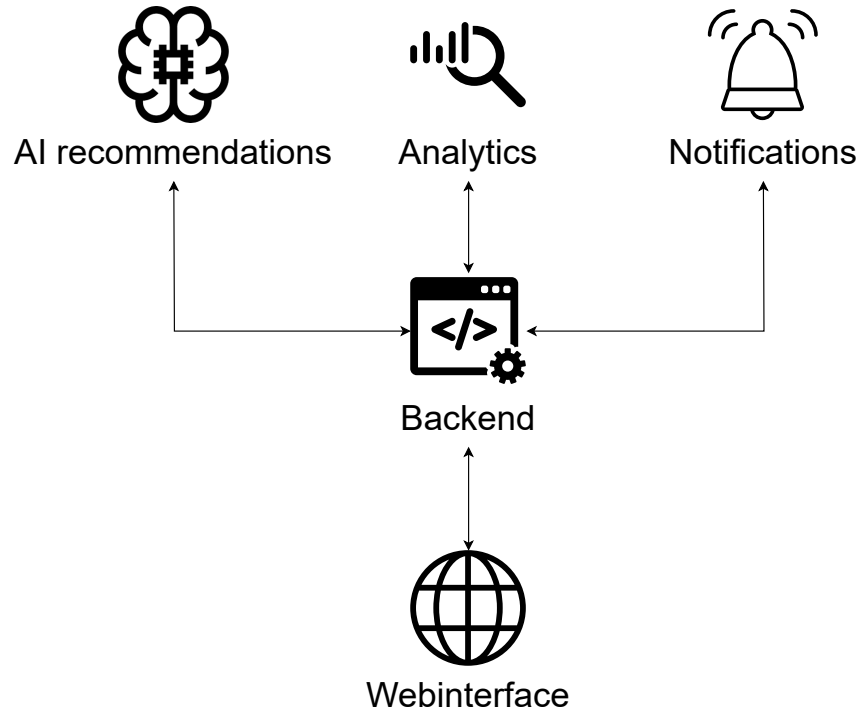 AI recommendations
Analytics
Notifications
</>
Backend
Webinterface